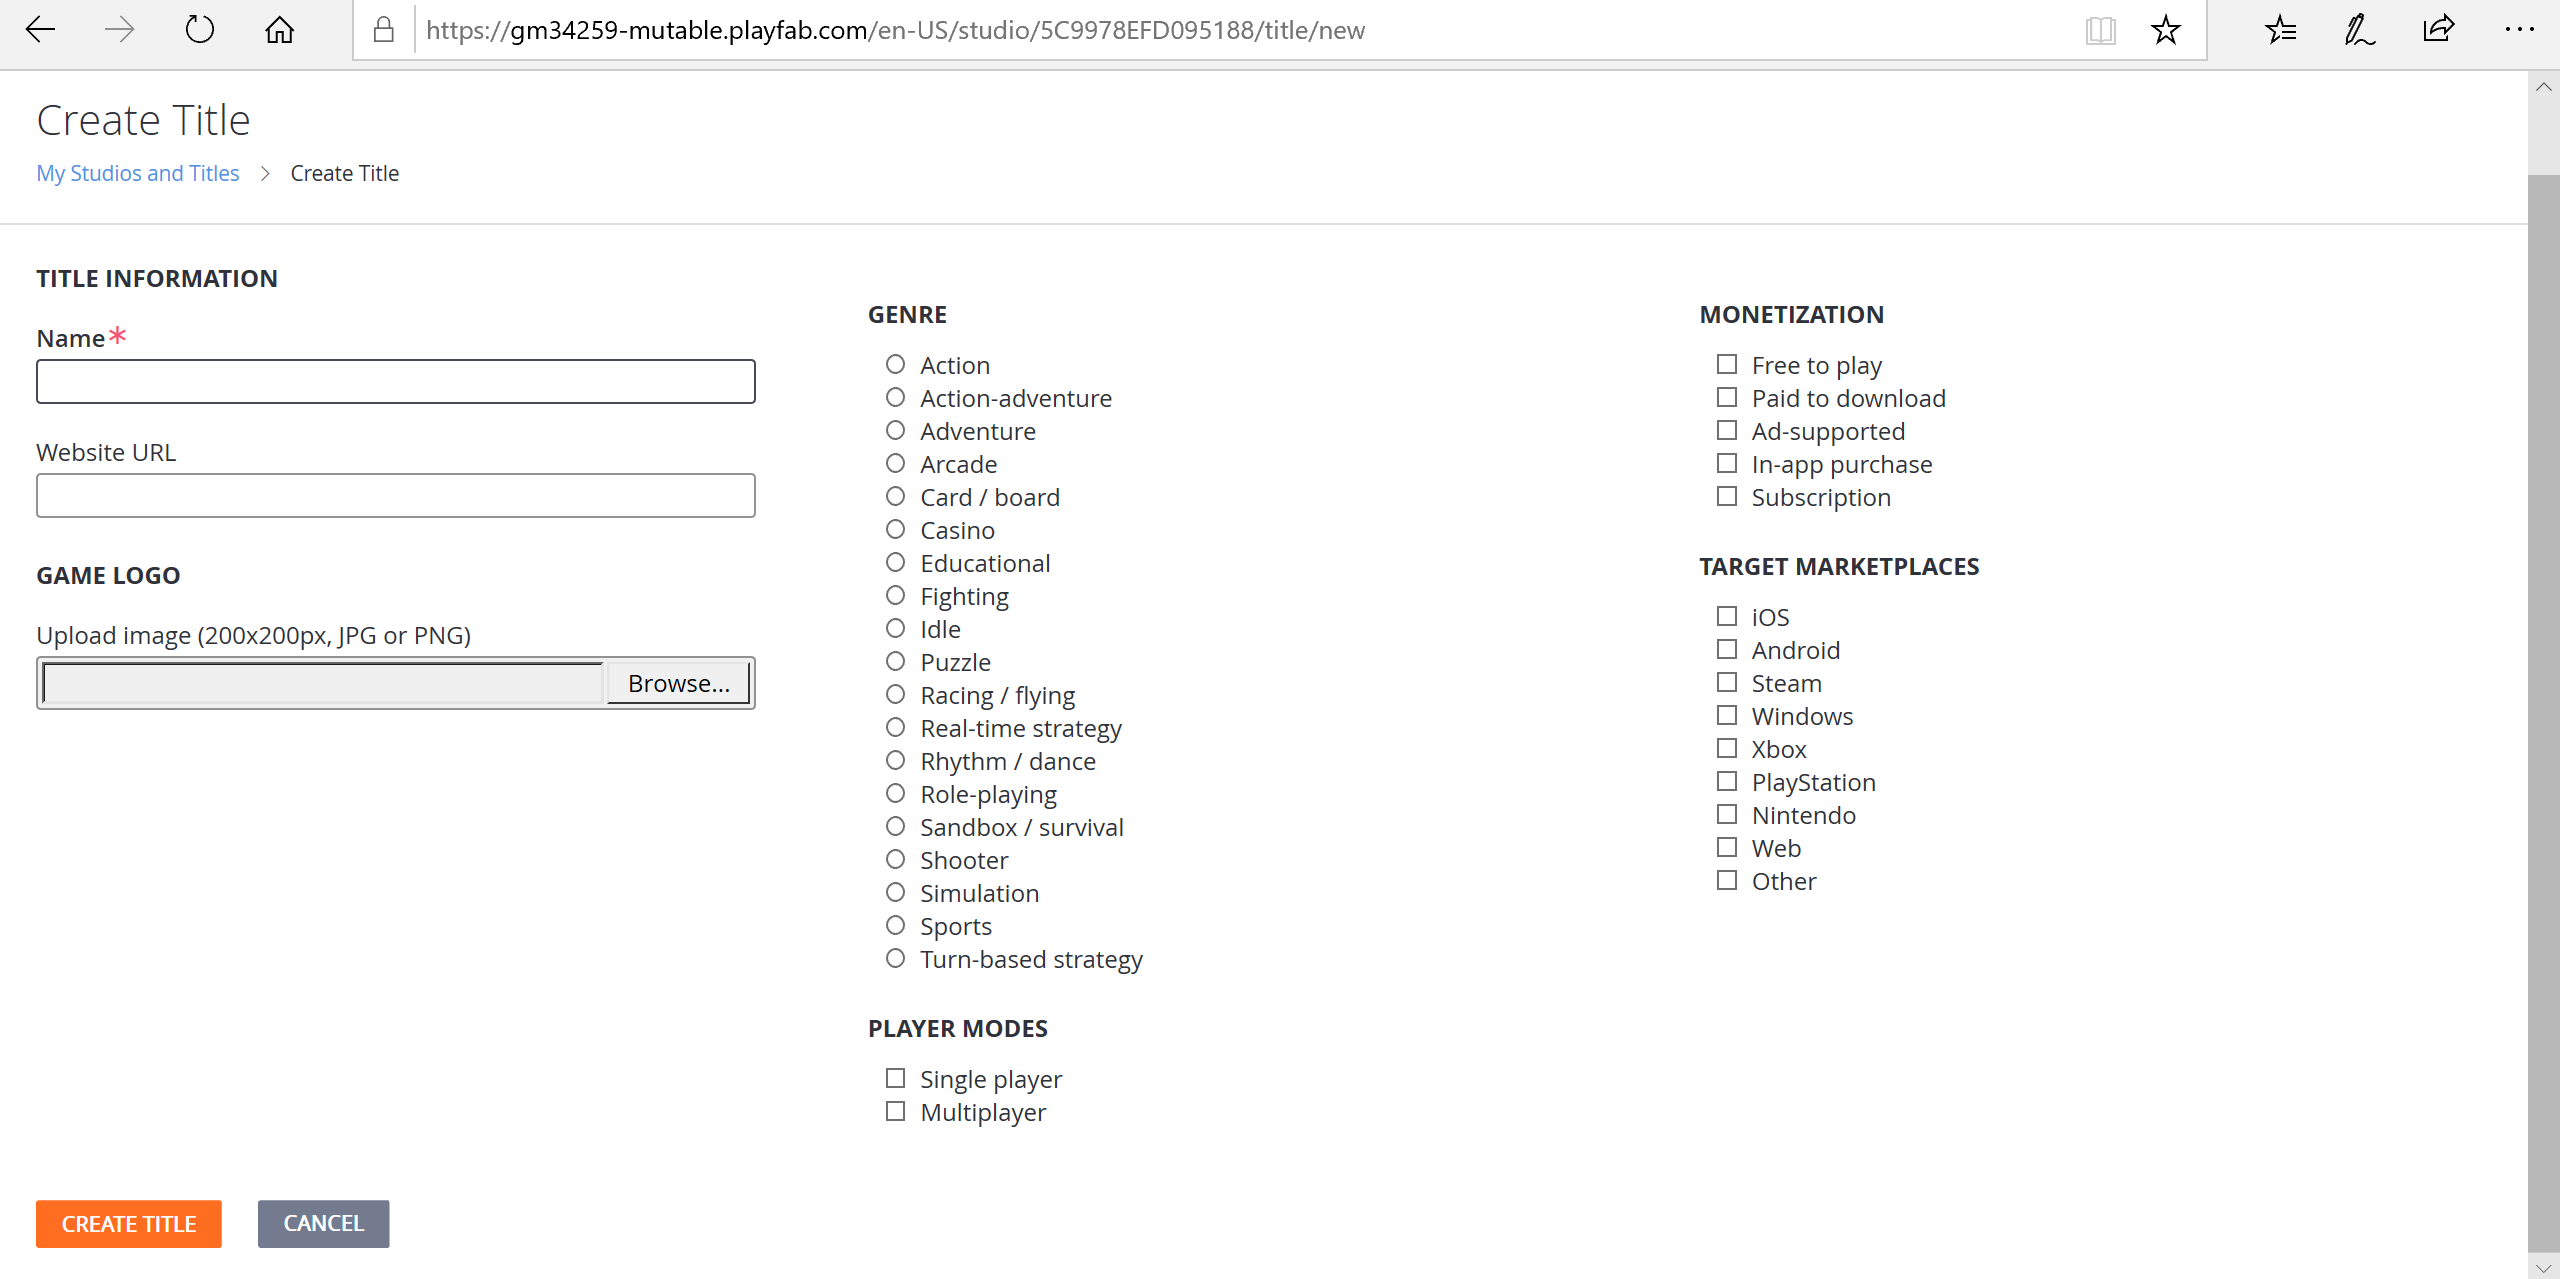 https://gm34259-mutable.playfab.com/en-US/studio/5C9978EFD095188/title/new
Create Title
My Studios and Titles > Create Title
TITLE INFORMATION
Name*
Website URL
GAME LOGO
Upload image (200x200px, JPG or PNG)
Browse...
GENRE
Action
Action-adventure
Adventure
Arcade
Card / board
Casino
Educational
Fighting
Idle
Puzzle
Racing / flying
Real-time strategy
Rhythm / dance
Role-playing
Sandbox / survival
Shooter
Simulation
Sports
Turn-based strategy
PLAYER MODES
Single player
Multiplayer
MONETIZATION
Free to play
Paid to download
Ad-supported
In-app purchase
Subscription
TARGET MARKETPLACES
iOS
Android
Steam
Windows
Xbox
PlayStation
Nintendo
Web
Other
CREATE TITLE
CANCEL